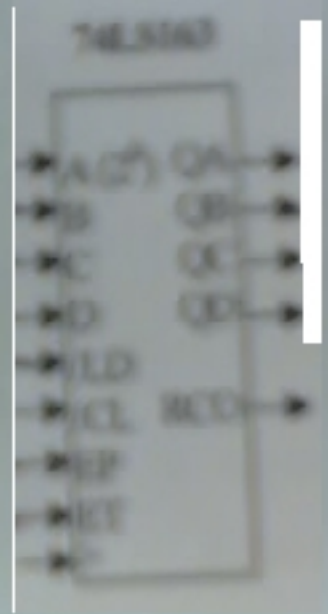 74LS163
A (2⁰) QA
B QB
C QC
D QD
/LD
/CL RCO
EP
ET